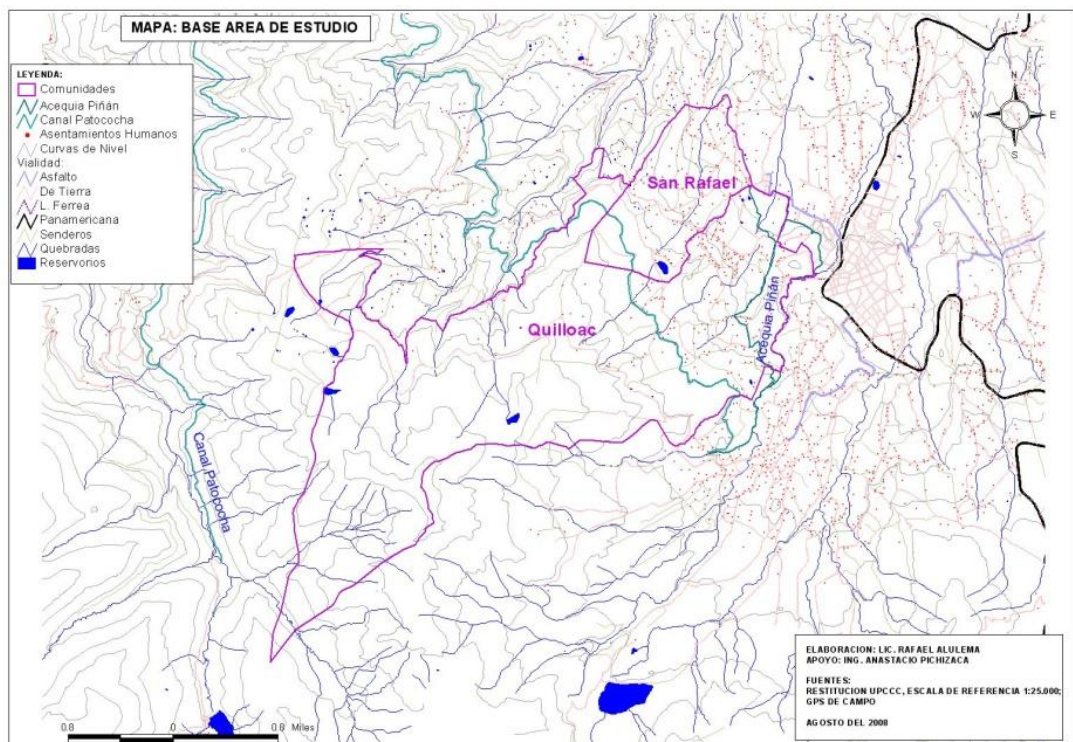 MAPA: BASE AREA DE ESTUDIO
LEYENDA:
Comunidades
Acequia Piñán
Canal Patococha
Asentamientos Humanos
Curvas de Nivel
Vialidad:
Asfalto
De Tierra
L. Ferrea
Panamericana
Senderos
Quebradas
Reservorios
N
W
E
S
San Rafael
Quilloac
Acequia Piñán
Canal Patococha
0.8 0 0.8 Miles
ELABORACION: LIC. RAFAEL ALULEMA
APOYO: ING. ANASTACIO PICHIZACA
FUENTES:
RESTITUCION UPCCC, ESCALA DE REFERENCIA 1:25.000;
GPS DE CAMPO
AGOSTO DEL 2008